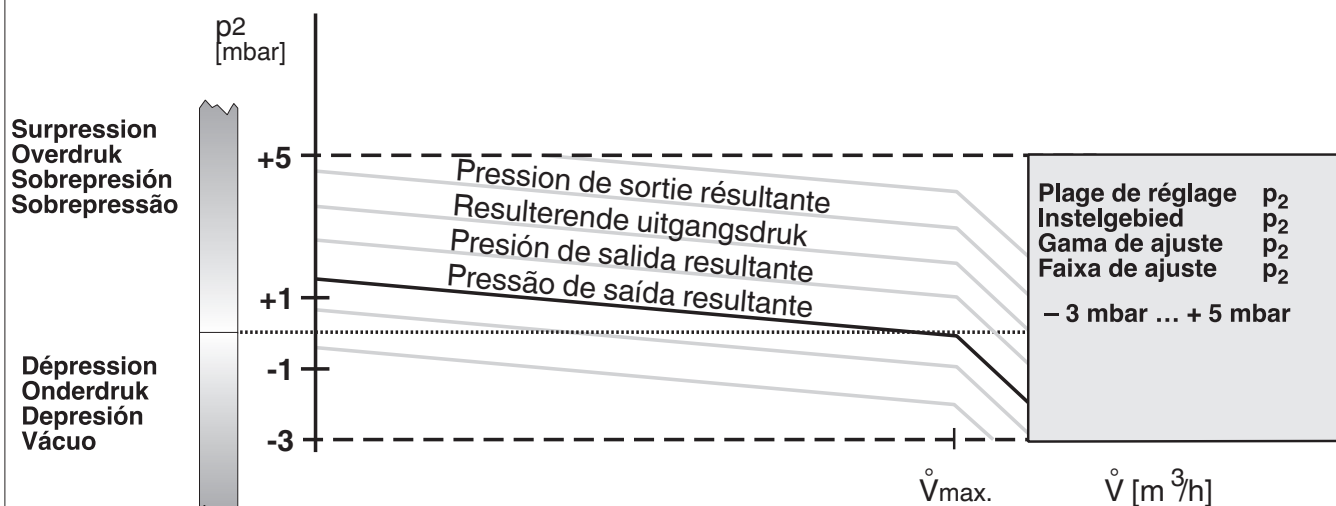 p2
[mbar]
Surpression
Overdruk
Sobrepresión
Sobrepressão
+5
+1
-1
-3
Dépression
Onderdruk
Depresión
Vácuo
Pression de sortie résultante
Resulterende uitgangsdruk
Presión de salida resultante
Pressão de saída resultante
Plage de réglage p2
Instelgebied p2
Gama de ajuste p2
Faixa de ajuste p2
– 3 mbar … + 5 mbar
V̊max.
V̊ [m³/h]